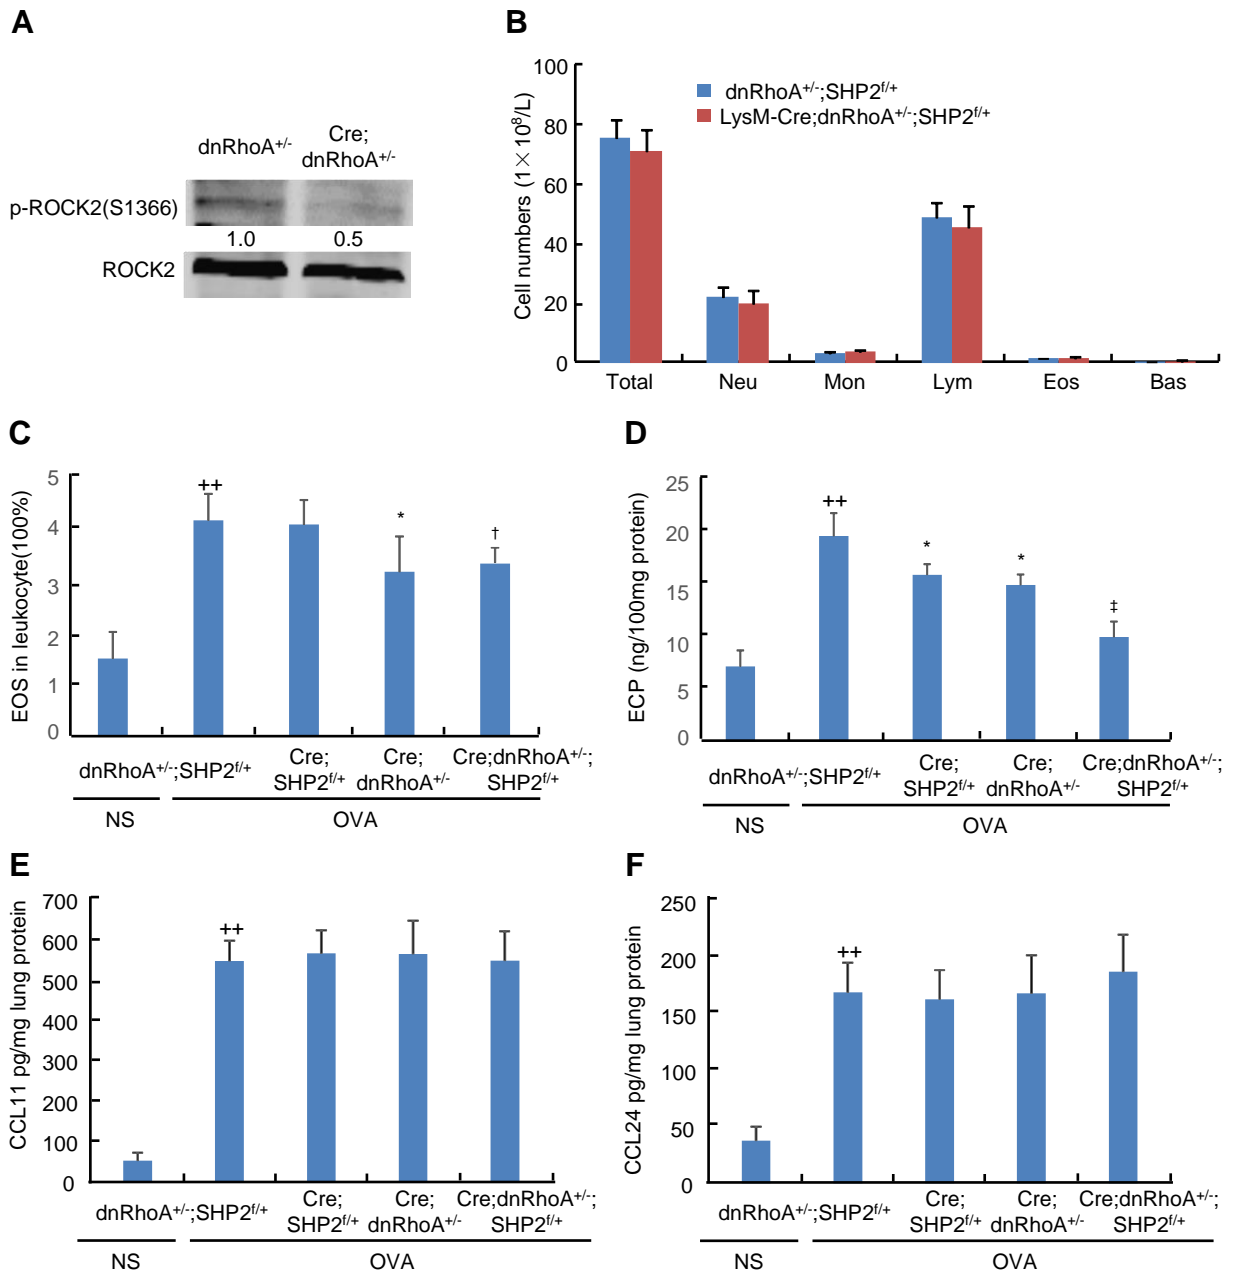 A
dnRhoA+/-
Cre;
dnRhoA+/-
p-ROCK2(S1366)
1.0 0.5
ROCK2
B
100
80
60
40
20
0
Cell numbers (1×10⁸/L)
dnRhoA+/-;SHP2f/+
LysM-Cre;dnRhoA+/-;SHP2f/+
Total Neu Mon Lym Eos Bas
C
5
4
3
2
1
0
EOS in leukocyte(100%)
++
*
†
dnRhoA+/-;SHP2f/+
Cre;
SHP2f/+
Cre;
dnRhoA+/-
Cre;dnRhoA+/-;
SHP2f/+
NS OVA
D
25
20
15
10
5
0
ECP (ng/100mg protein)
++
*
*
‡
dnRhoA+/-;SHP2f/+
Cre;
SHP2f/+
Cre;
dnRhoA+/-
Cre;dnRhoA+/-;
SHP2f/+
NS OVA
E
700
600
500
400
300
200
100
0
CCL11 pg/mg lung protein
++
dnRhoA+/-;SHP2f/+
Cre;
SHP2f/+
Cre;
dnRhoA+/-
Cre;dnRhoA+/-;
SHP2f/+
NS OVA
F
250
200
150
100
50
0
CCL24 pg/mg lung protein
++
dnRhoA+/-;SHP2f/+
Cre;
SHP2f/+
Cre;
dnRhoA+/-
Cre;dnRhoA+/-;
SHP2f/+
NS OVA